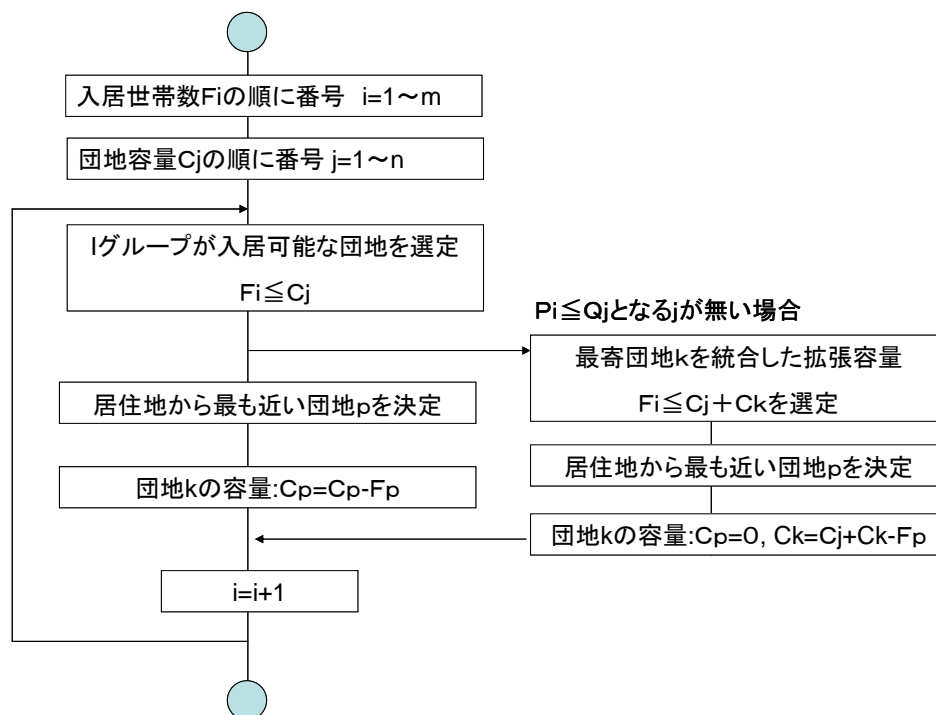 入居世帯数Fiの順に番号 i=1～m
団地容量Cjの順に番号 j=1～n
Iグループが入居可能な団地を選定
Fi≦Cj
Pi≦Qjとなるjが無い場合
最寄団地kを統合した拡張容量
Fi≦Cj＋Ckを選定
居住地から最も近い団地pを決定
居住地から最も近い団地pを決定
団地kの容量:Cp=Cp-Fp
団地kの容量:Cp=0, Ck=Cj+Ck-Fp
i=i+1